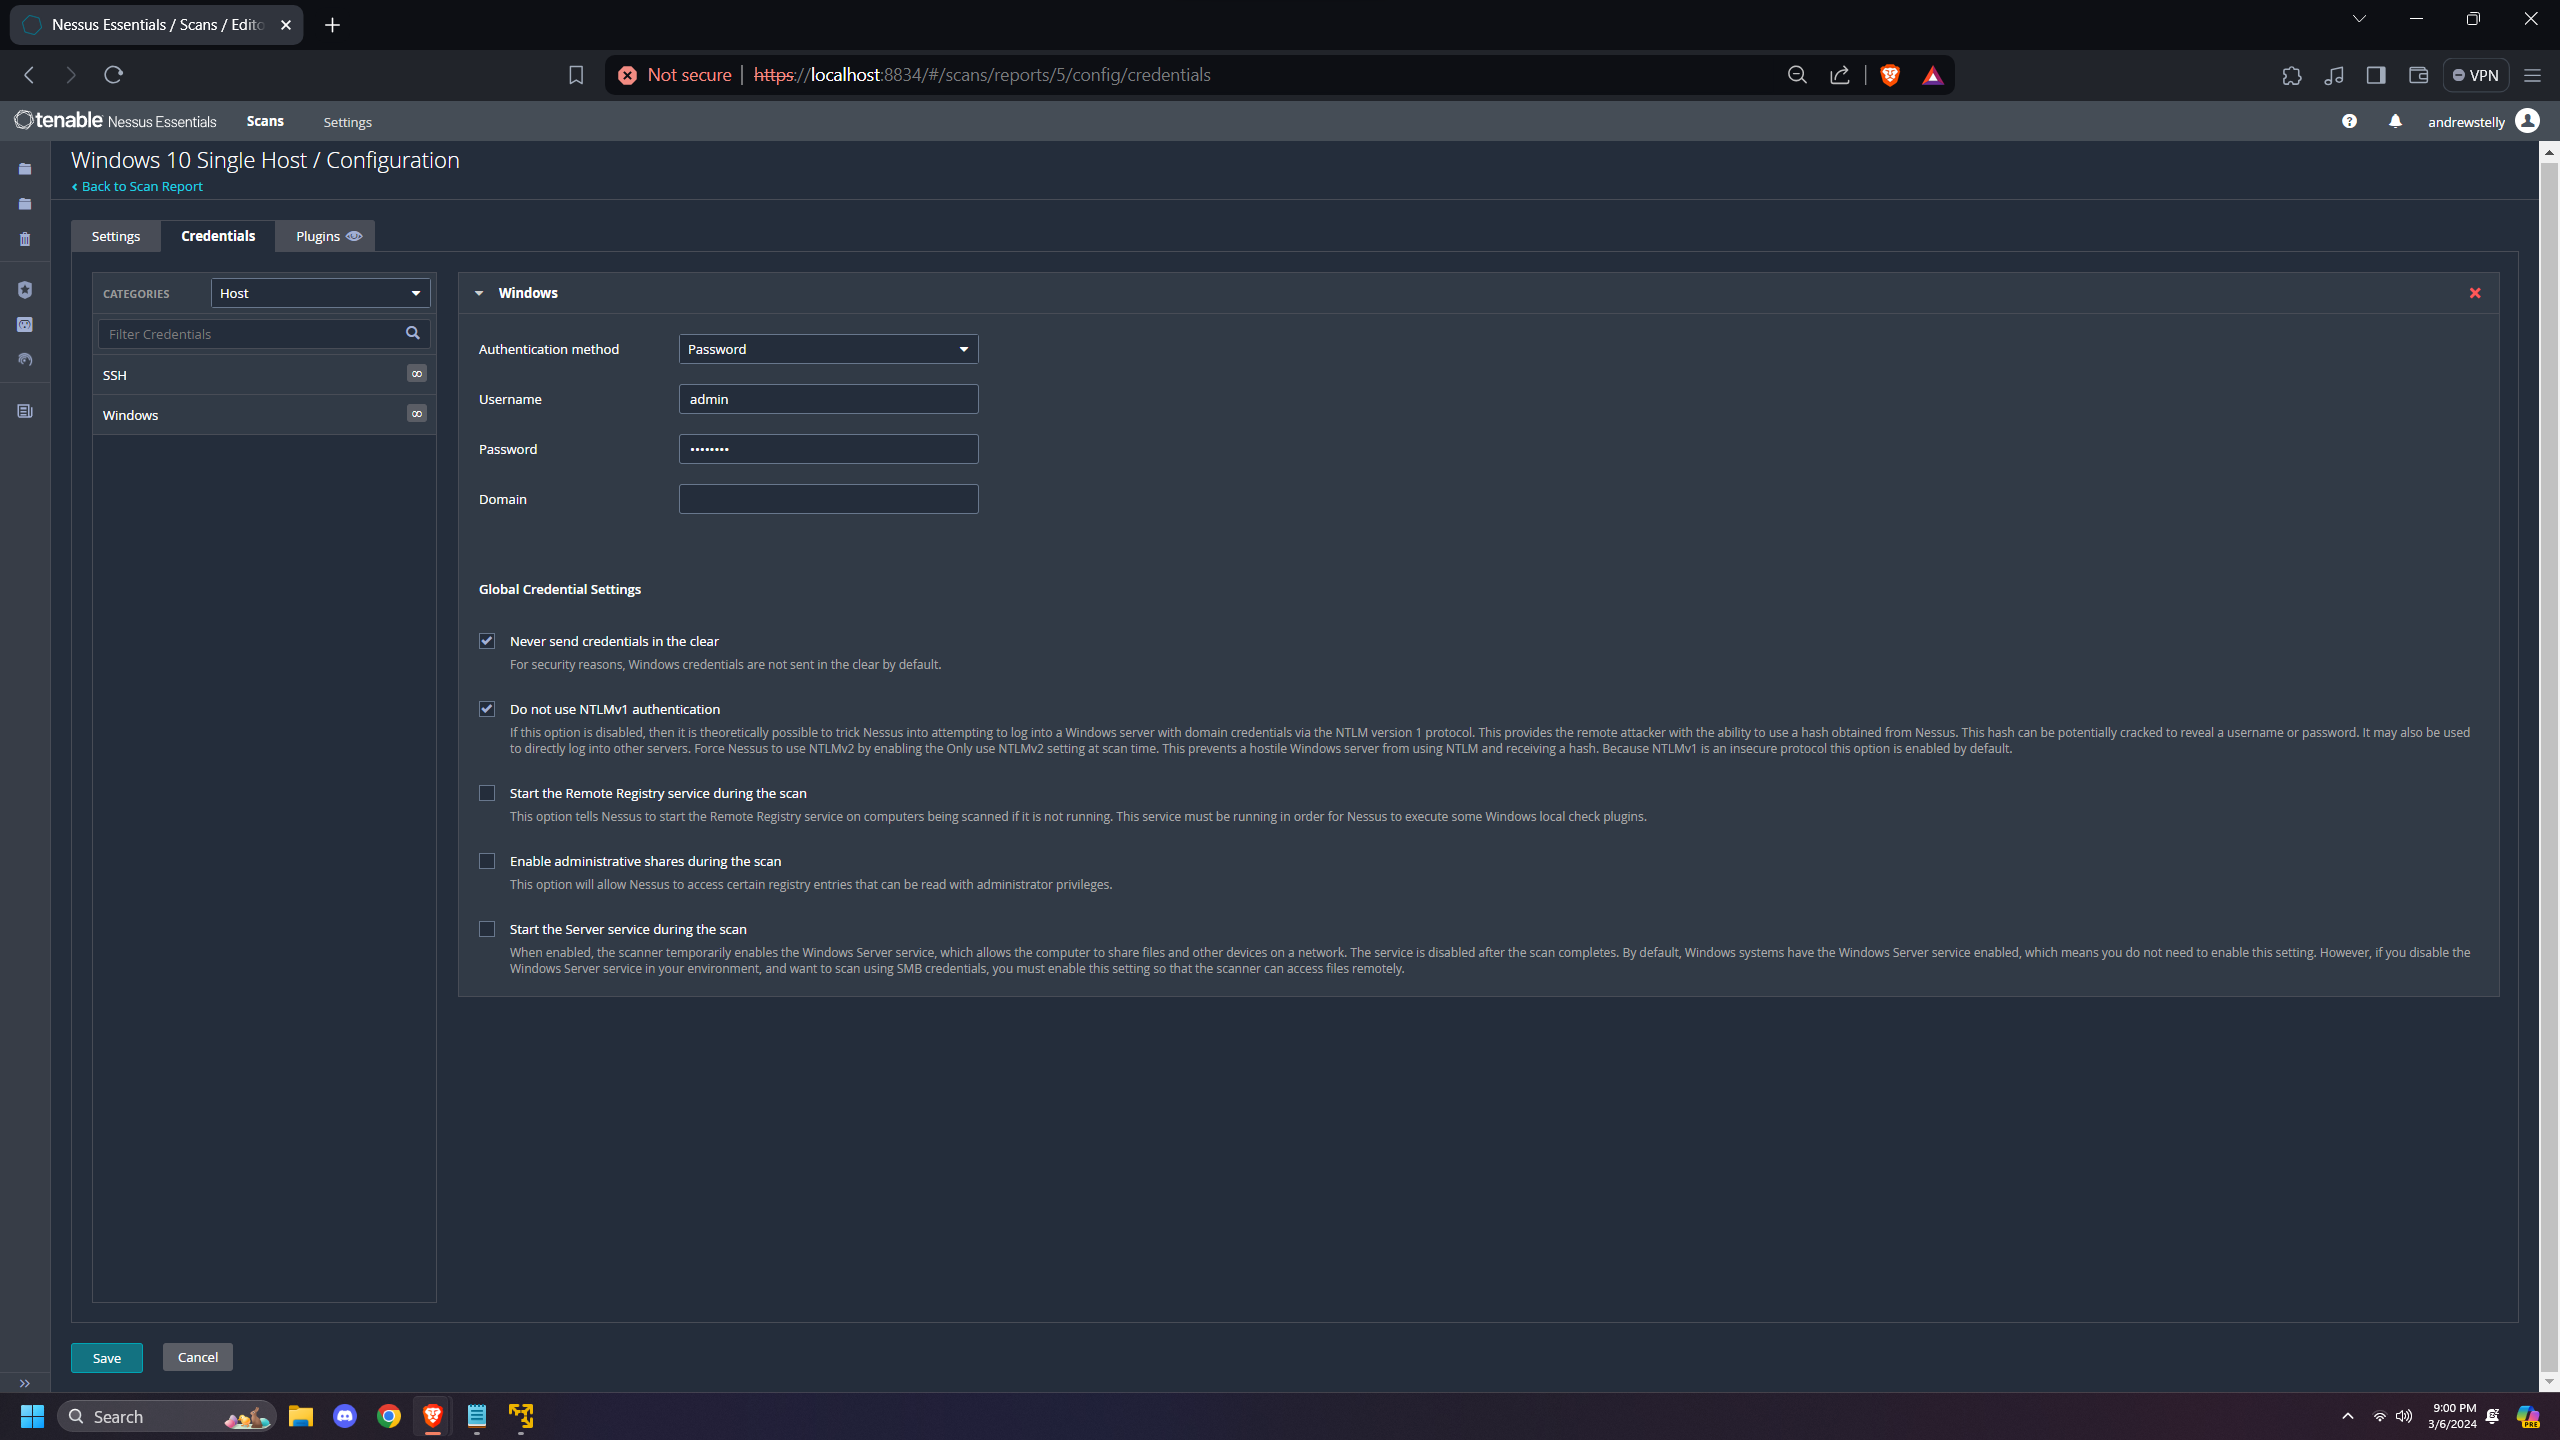 Nessus Essentials / Scans / Edito
Not secure https://localhost:8834/#/scans/reports/5/config/credentials
VPN
tenable Nessus Essentials Scans Settings andrewstelly
Windows 10 Single Host / Configuration
‹ Back to Scan Report
Settings Credentials Plugins
CATEGORIES Host
Filter Credentials
SSH ∞
Windows ∞
Windows
Authentication method Password
Username admin
Password ••••••••
Domain
Global Credential Settings
Never send credentials in the clear
For security reasons, Windows credentials are not sent in the clear by default.
Do not use NTLMv1 authentication
If this option is disabled, then it is theoretically possible to trick Nessus into attempting to log into a Windows server with domain credentials via the NTLM version 1 protocol. This provides the remote attacker with the ability to use a hash obtained from Nessus. This hash can be potentially cracked to reveal a username or password. It may also be used
to directly log into other servers. Force Nessus to use NTLMv2 by enabling the Only use NTLMv2 setting at scan time. This prevents a hostile Windows server from using NTLM and receiving a hash. Because NTLMv1 is an insecure protocol this option is enabled by default.
Start the Remote Registry service during the scan
This option tells Nessus to start the Remote Registry service on computers being scanned if it is not running. This service must be running in order for Nessus to execute some Windows local check plugins.
Enable administrative shares during the scan
This option will allow Nessus to access certain registry entries that can be read with administrator privileges.
Start the Server service during the scan
When enabled, the scanner temporarily enables the Windows Server service, which allows the computer to share files and other devices on a network. The service is disabled after the scan completes. By default, Windows systems have the Windows Server service enabled, which means you do not need to enable this setting. However, if you disable the
Windows Server service in your environment, and want to scan using SMB credentials, you must enable this setting so that the scanner can access files remotely.
Save Cancel
Search
9:00 PM
3/6/2024
PRE